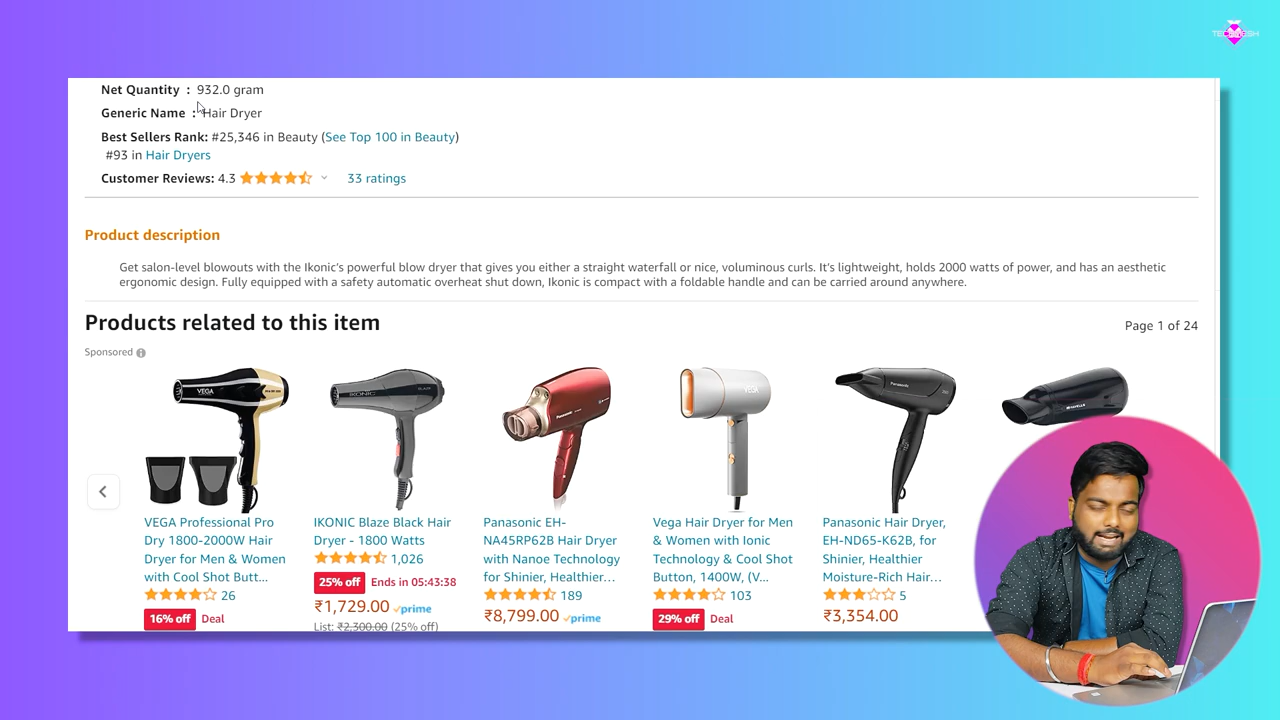 Net Quantity : 932.0 gram
Generic Name : Hair Dryer
Best Sellers Rank: #25,346 in Beauty (See Top 100 in Beauty)
#93 in Hair Dryers
Customer Reviews: 4.3 33 ratings
Product description
Get salon-level blowouts with the Ikonic's powerful blow dryer that gives you either a straight waterfall or nice, voluminous curls. It's lightweight, holds 2000 watts of power, and has an aesthetic
ergonomic design. Fully equipped with a safety automatic overheat shut down, Ikonic is compact with a foldable handle and can be carried around anywhere.
Products related to this item
Page 1 of 24
Sponsored
VEGA
IKONIC
Panasonic
VEGA
Panasonic
HAVELLS
VEGA Professional Pro
Dry 1800-2000W Hair
Dryer for Men & Women
with Cool Shot Butt...
26
16% off Deal
IKONIC Blaze Black Hair
Dryer - 1800 Watts
1,026
25% off Ends in 05:43:38
₹1,729.00 prime
List: ₹2,300.00 (25% off)
Panasonic EH-
NA45RP62B Hair Dryer
with Nanoe Technology
for Shinier, Healthier...
189
₹8,799.00 prime
Vega Hair Dryer for Men
& Women with Ionic
Technology & Cool Shot
Button, 1400W, (V...
103
29% off Deal
Panasonic Hair Dryer,
EH-ND65-K62B, for
Shinier, Healthier
Moisture-Rich Hair...
5
₹3,354.00